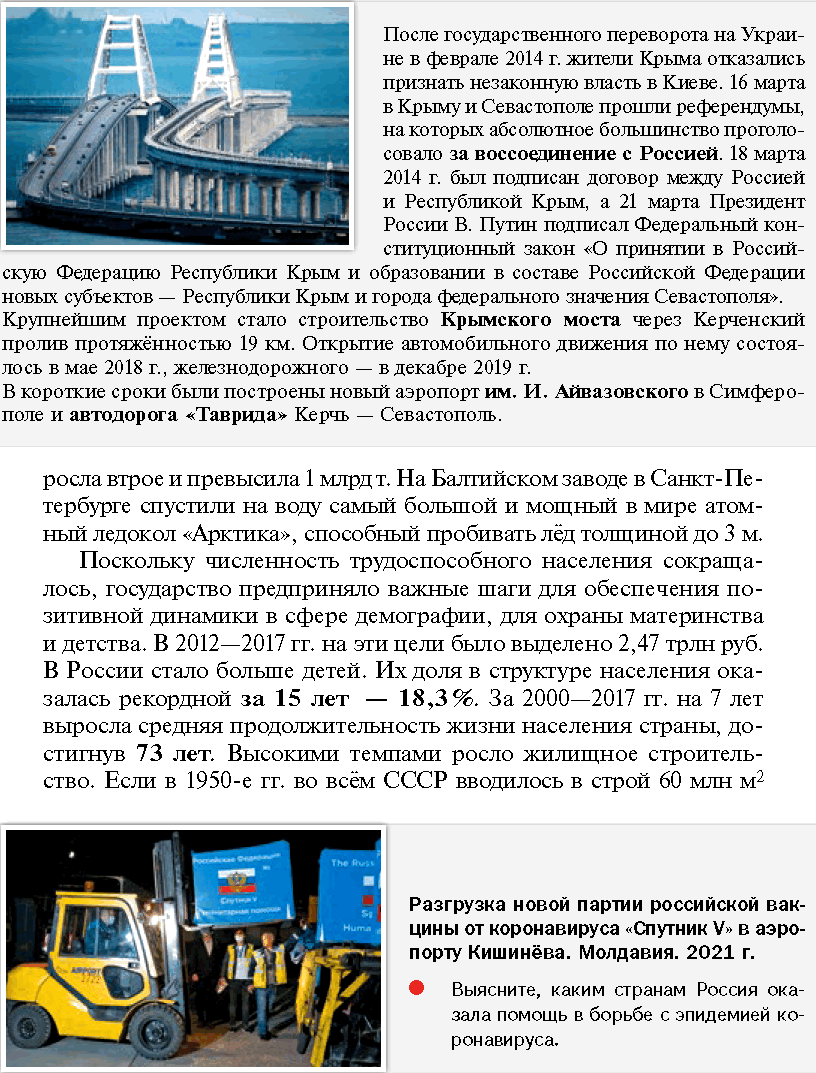 После государственного переворота на Украи-
не в феврале 2014 г. жители Крыма отказались
признать незаконную власть в Киеве. 16 марта
в Крыму и Севастополе прошли референдумы,
на которых абсолютное большинство проголо-
совало за воссоединение с Россией. 18 марта
2014 г. был подписан договор между Россией
и Республикой Крым, а 21 марта Президент
России В. Путин подписал Федеральный кон-
ституционный закон «О принятии в Россий-
скую Федерацию Республики Крым и образовании в составе Российской Федерации
новых субъектов — Республики Крым и города федерального значения Севастополя».
Крупнейшим проектом стало строительство Крымского моста через Керченский
пролив протяжённостью 19 км. Открытие автомобильного движения по нему состоя-
лось в мае 2018 г., железнодорожного — в декабре 2019 г.
В короткие сроки были построены новый аэропорт им. И. Айвазовского в Симферо-
поле и автодорога «Таврида» Керчь — Севастополь.
росла втрое и превысила 1 млрд т. На Балтийском заводе в Санкт-Пе-
тербурге спустили на воду самый большой и мощный в мире атом-
ный ледокол «Арктика», способный пробивать лёд толщиной до 3 м.
Поскольку численность трудоспособного населения сокраща-
лось, государство предприняло важные шаги для обеспечения по-
зитивной динамики в сфере демографии, для охраны материнства
и детства. В 2012—2017 гг. на эти цели было выделено 2,47 трлн руб.
В России стало больше детей. Их доля в структуре населения ока-
залась рекордной за 15 лет — 18,3%. За 2000—2017 гг. на 7 лет
выросла средняя продолжительность жизни населения страны, до-
стигнув 73 лет. Высокими темпами росло жилищное строитель-
ство. Если в 1950-е гг. во всём СССР вводилось в строй 60 млн м²
Российская Федерация
Спутник V
The Russ
AIRPORT
Huma
Разгрузка новой партии российской вак-
цины от коронавируса «Спутник V» в аэро-
порту Кишинёва. Молдавия. 2021 г.
Выясните, каким странам Россия ока-
зала помощь в борьбе с эпидемией ко-
ронавируса.